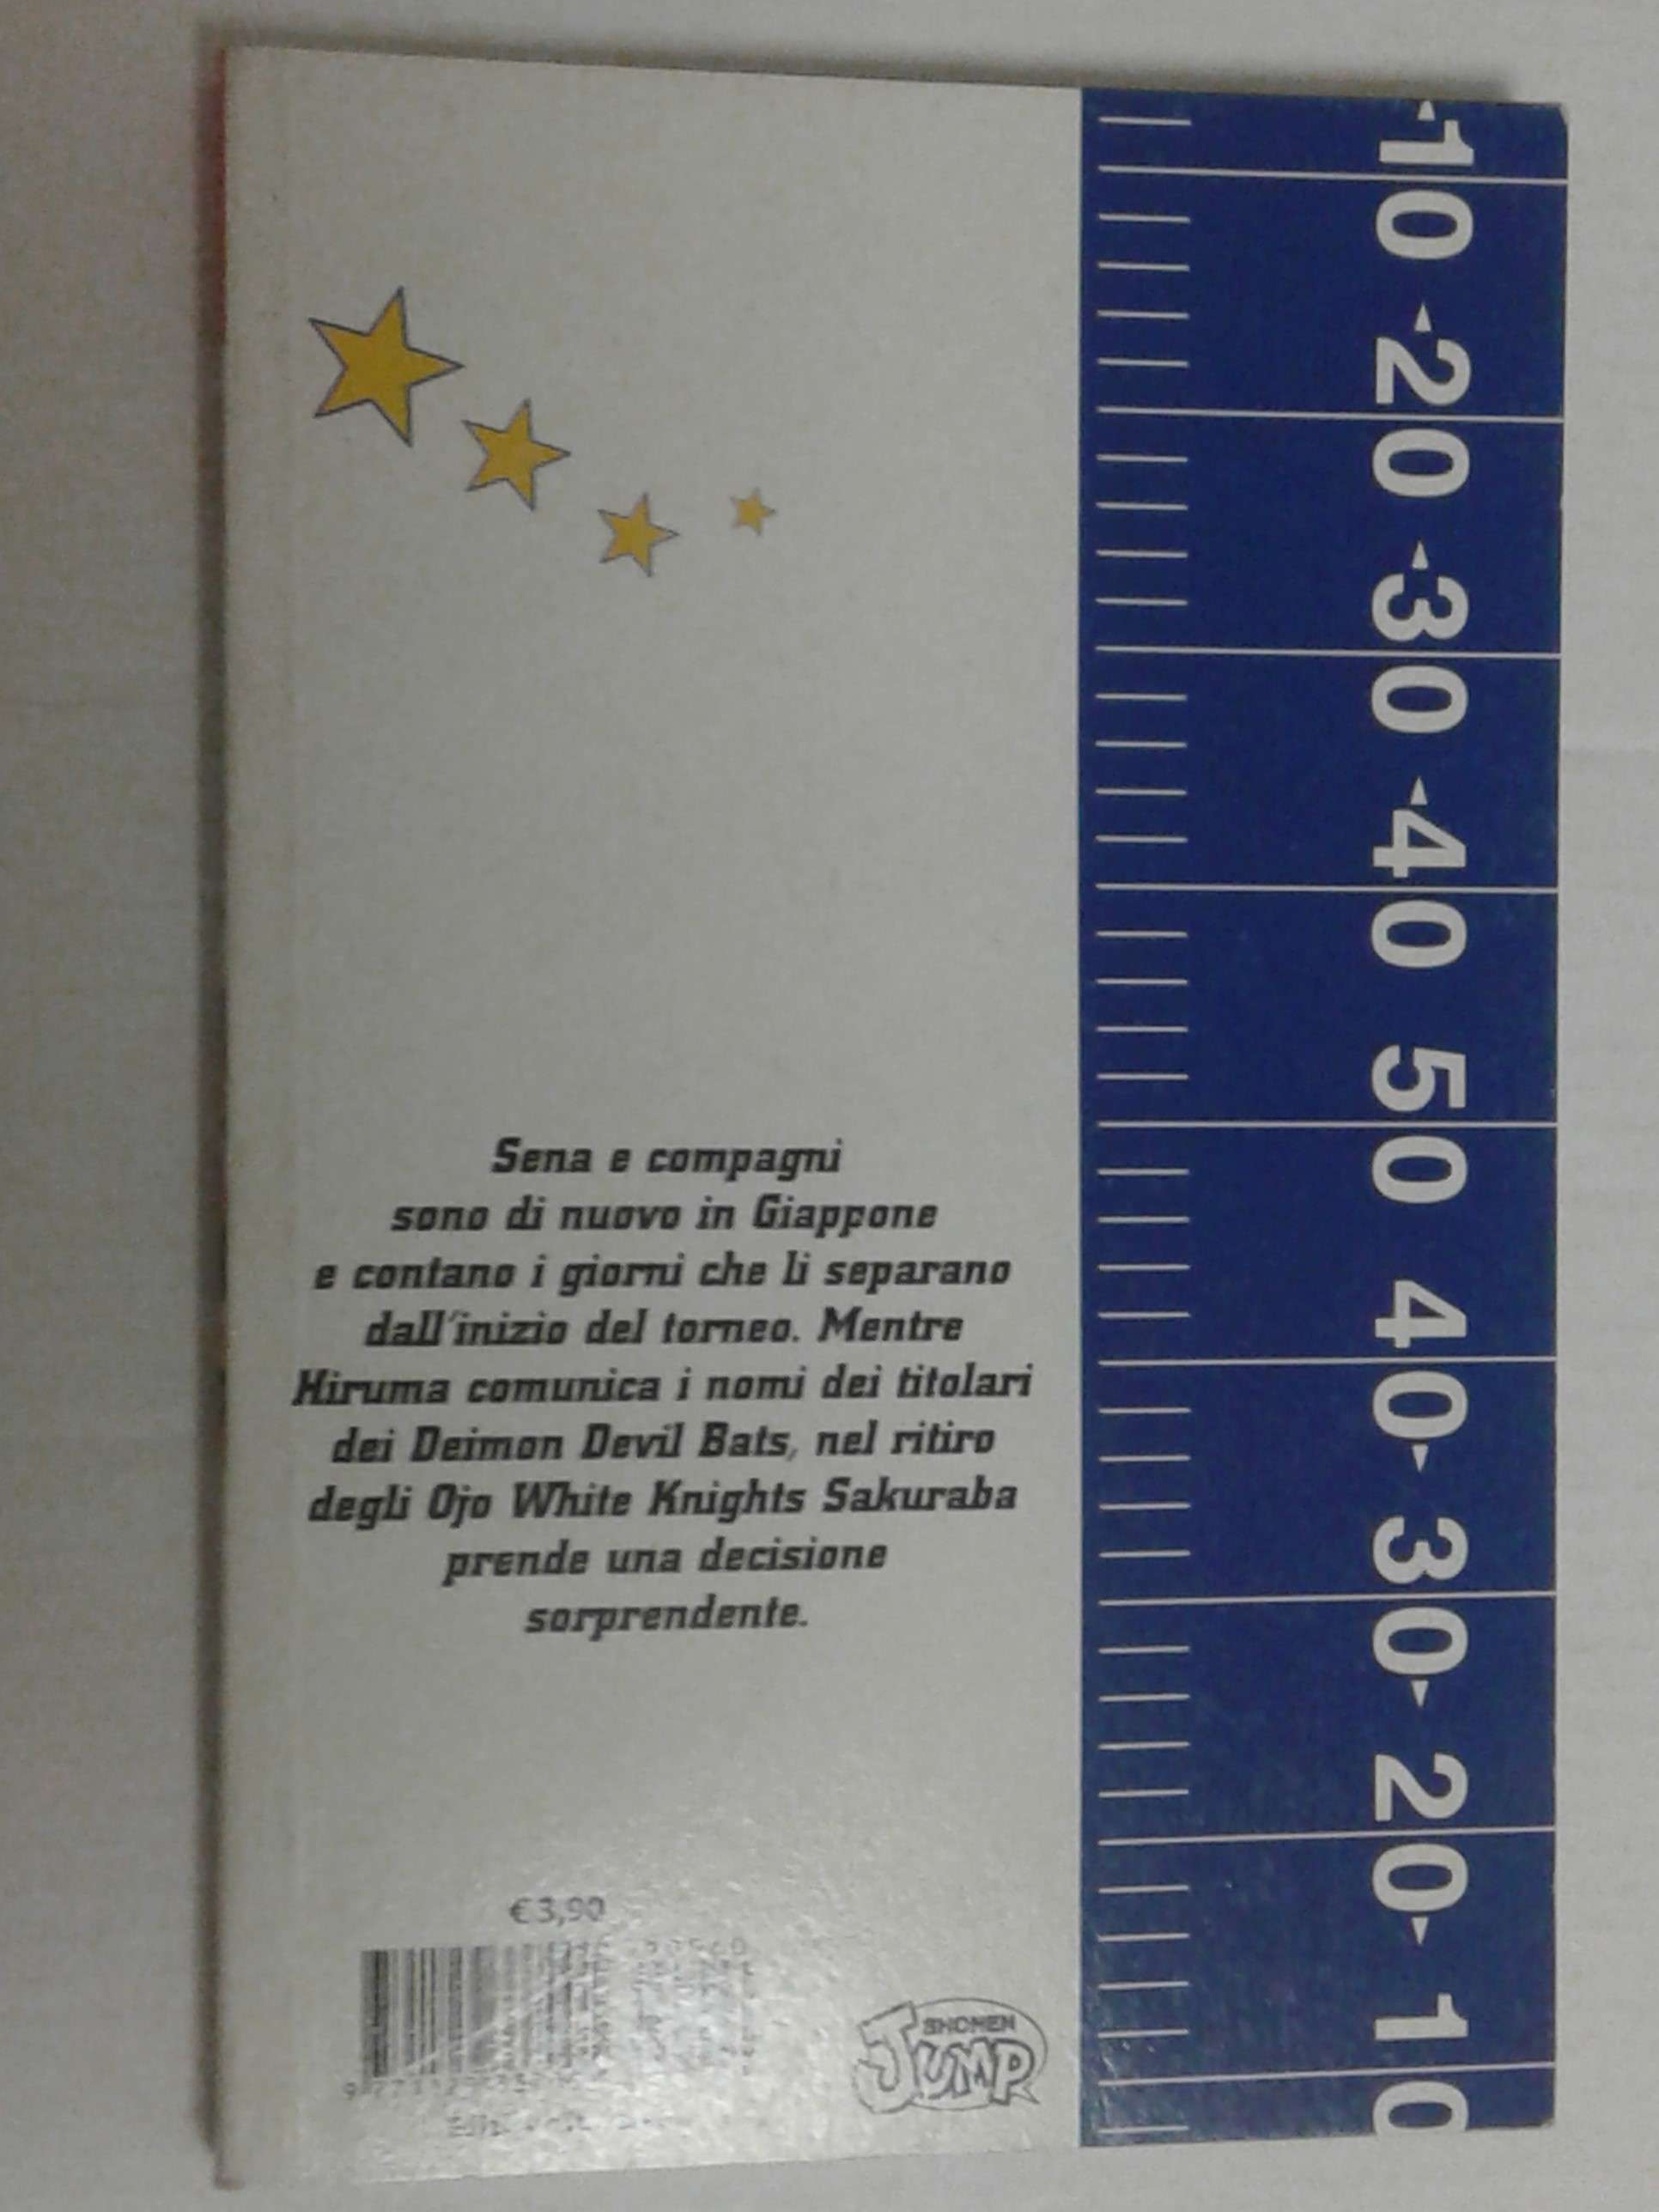 Sena e compagni
sono di nuovo in Giappone
e contano i giorni che li separano
dall'inizio del torneo. Mentre
Hiruma comunica i nomi dei titolari
dei Deimon Devil Bats, nel ritiro
degli Ojo White Knights Sakuraba
prende una decisione
sorprendente.
€ 3,90
SHONEN
JUMP
10 20 30 40 50 40 30 20 10